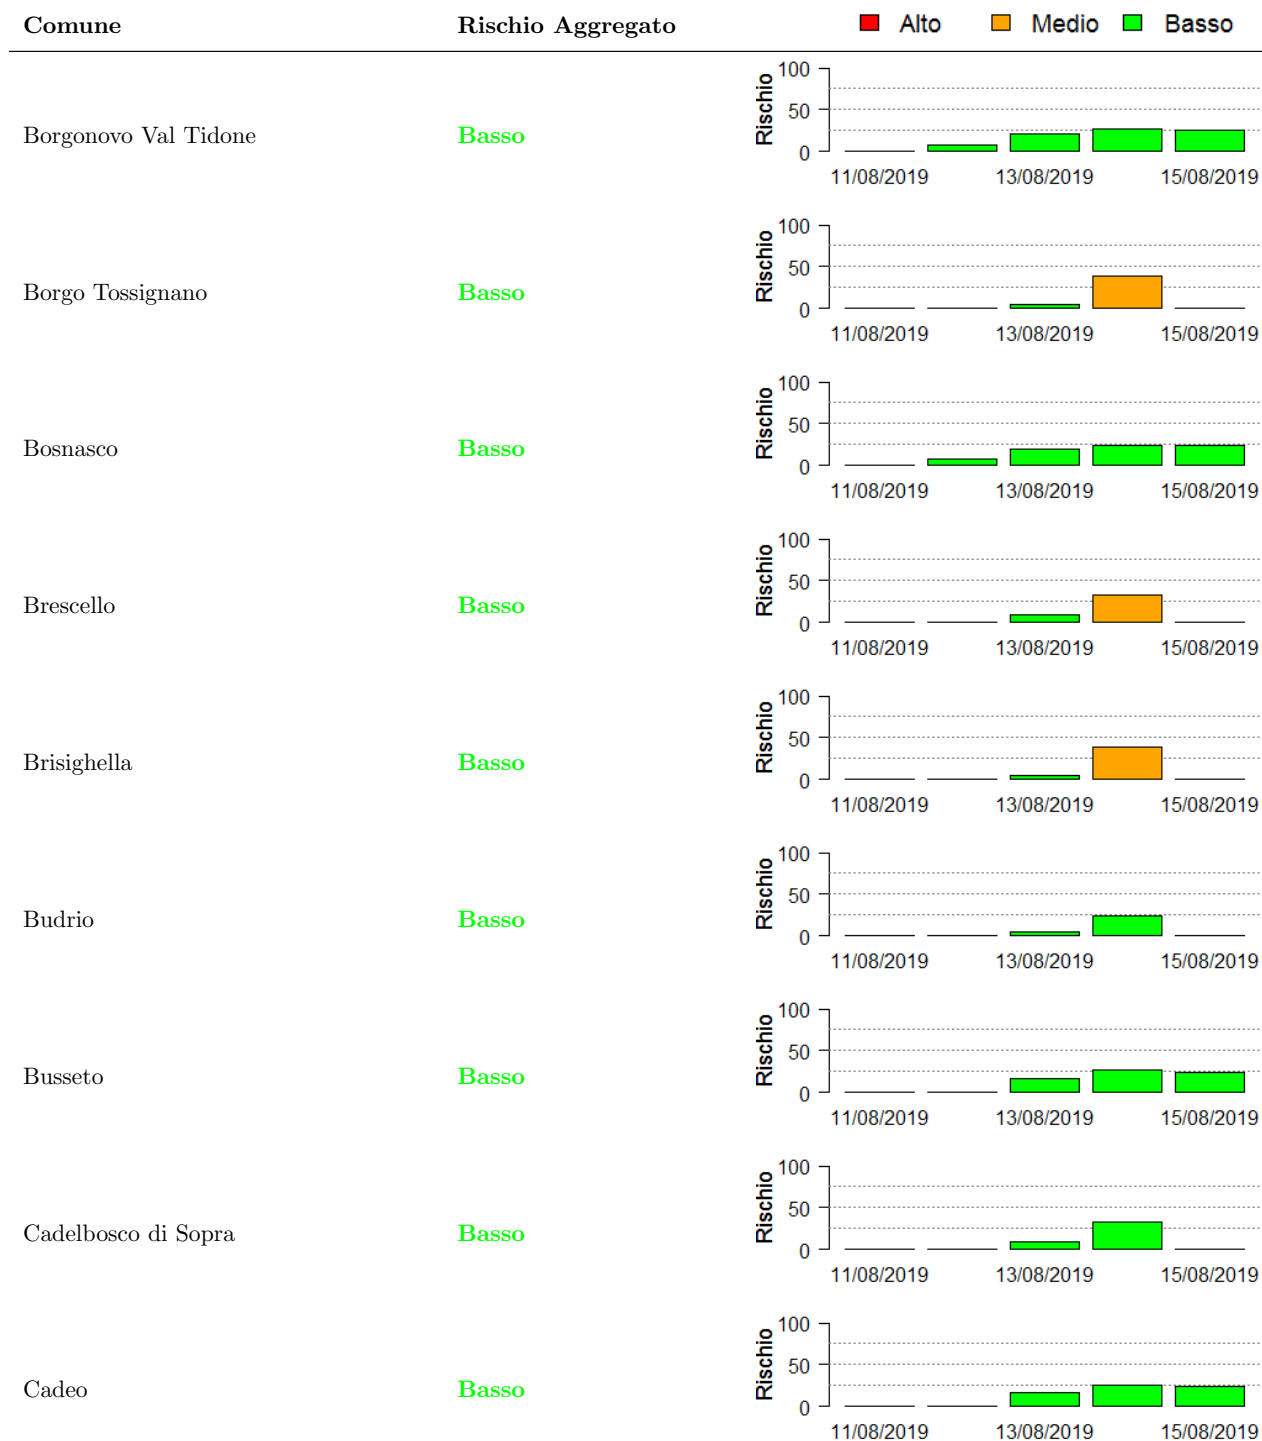 Comune Rischio Aggregato Alto Medio Basso
Borgonovo Val Tidone Basso
Rischio
100
50
0
11/08/2019 13/08/2019 15/08/2019
Borgo Tossignano Basso
Rischio
100
50
0
11/08/2019 13/08/2019 15/08/2019
Bosnasco Basso
Rischio
100
50
0
11/08/2019 13/08/2019 15/08/2019
Brescello Basso
Rischio
100
50
0
11/08/2019 13/08/2019 15/08/2019
Brisighella Basso
Rischio
100
50
0
11/08/2019 13/08/2019 15/08/2019
Budrio Basso
Rischio
100
50
0
11/08/2019 13/08/2019 15/08/2019
Busseto Basso
Rischio
100
50
0
11/08/2019 13/08/2019 15/08/2019
Cadelbosco di Sopra Basso
Rischio
100
50
0
11/08/2019 13/08/2019 15/08/2019
Cadeo Basso
Rischio
100
50
0
11/08/2019 13/08/2019 15/08/2019